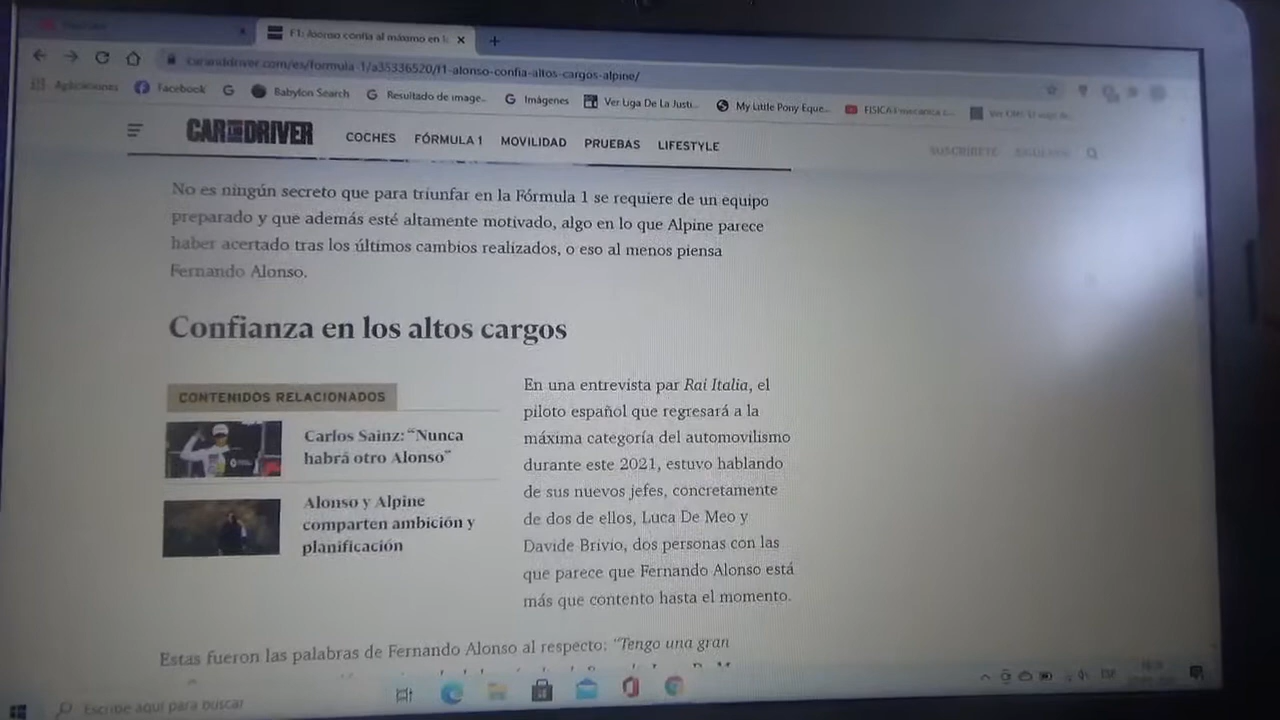 F1: Alonso confía al máximo en l
caranddriver.com/es/formula-1/a35336520/f1-alonso-confia-altos-cargos-alpine/
Aplicaciones Facebook Babylon Search Resultado de image... Imágenes Ver Liga De La Justi... My Little Pony Eque... FISICA
CAR AND DRIVER COCHES FÓRMULA 1 MOVILIDAD PRUEBAS LIFESTYLE SUSCRÍBETE
No es ningún secreto que para triunfar en la Fórmula 1 se requiere de un equipo
preparado y que además esté altamente motivado, algo en lo que Alpine parece
haber acertado tras los últimos cambios realizados, o eso al menos piensa
Fernando Alonso.
Confianza en los altos cargos
CONTENIDOS RELACIONADOS
Carlos Sainz: “Nunca
habrá otro Alonso”
Alonso y Alpine
comparten ambición y
planificación
En una entrevista par Rai Italia, el
piloto español que regresará a la
máxima categoría del automovilismo
durante este 2021, estuvo hablando
de sus nuevos jefes, concretamente
de dos de ellos, Luca De Meo y
Davide Brivio, dos personas con las
que parece que Fernando Alonso está
más que contento hasta el momento.
Estas fueron las palabras de Fernando Alonso al respecto: “Tengo una gran
Escribe aquí para buscar